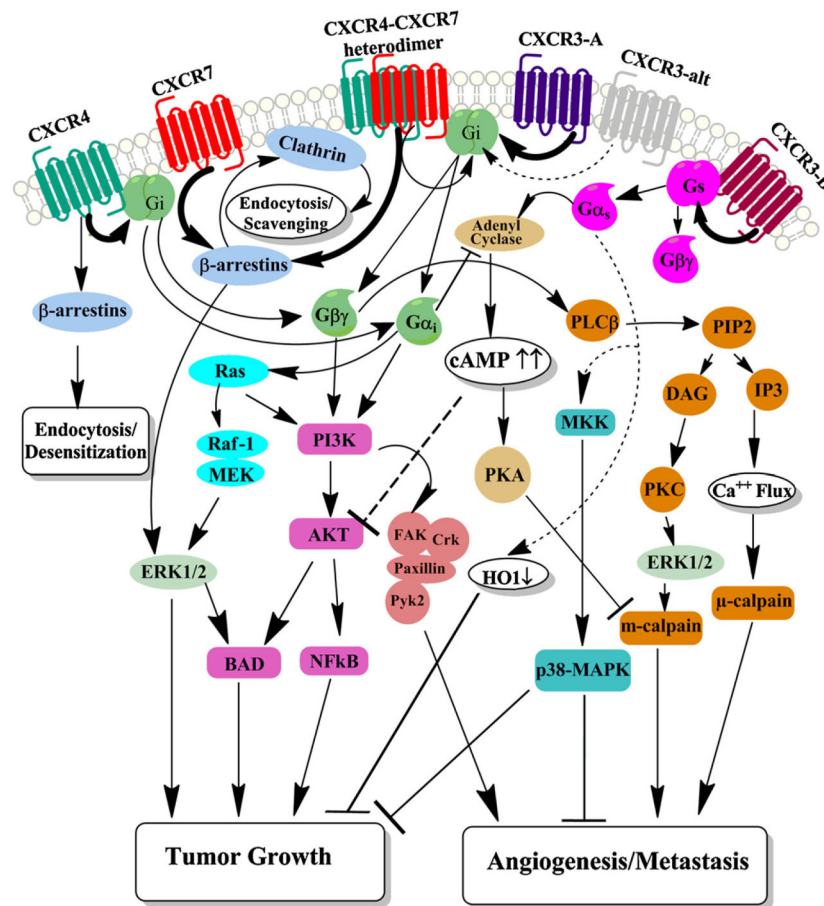 CXCR4-CXCR7
heterodimer
CXCR3-A
CXCR3-alt
CXCR7
CXCR4
Clathrin
Gi
Gi
Gs
Gαs
Endocytosis/
Scavenging
Adenyl
Cyclase
Gβγ
β-arrestins
β-arrestins
Gβγ
Gαi
PLCβ
PIP2
cAMP ↑↑
Ras
DAG
IP3
MKK
Endocytosis/
Desensitization
Raf-1
MEK
PI3K
PKA
PKC
Ca++ Flux
AKT
FAK
Crk
Paxillin
Pyk2
ERK1/2
HO1↓
ERK1/2
μ-calpain
m-calpain
BAD
NFkB
p38-MAPK
Tumor Growth
Angiogenesis/Metastasis